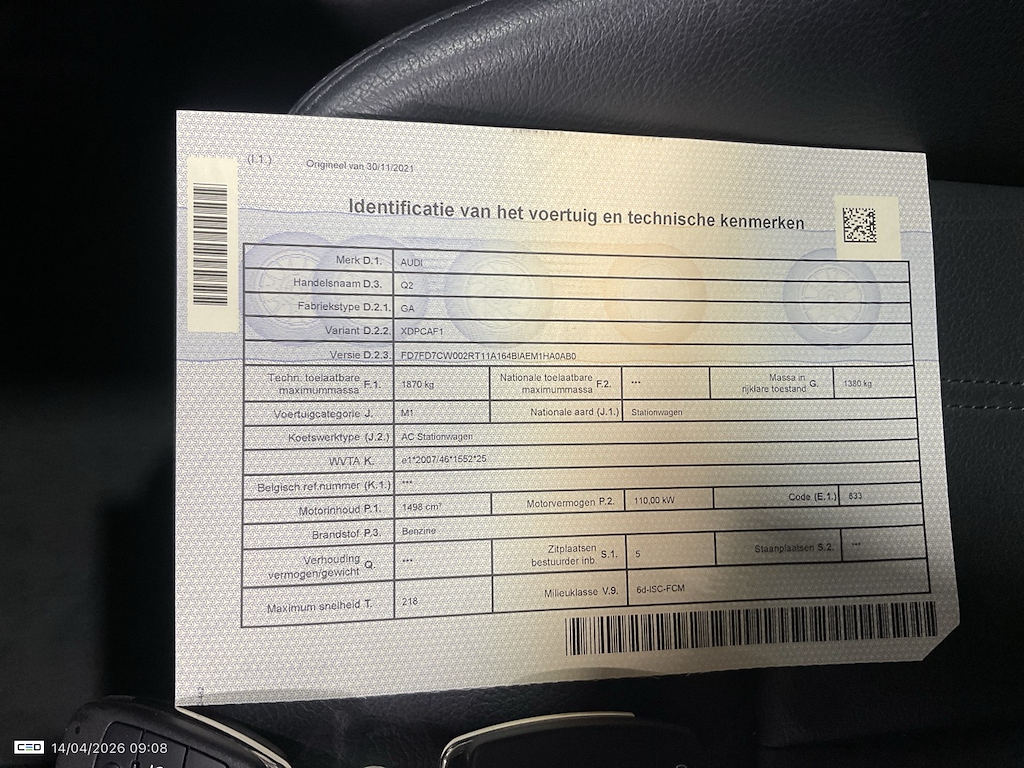 (I.1.) Origineel van 30/11/2021
Identificatie van het voertuig en technische kenmerken
Merk D.1. AUDI
Handelsnaam D.3. Q2
Fabriekstype D.2.1. GA
Variant D.2.2. XDPCAF1
Versie D.2.3. FD7FD7CW002RT11A164BIAEM1HA0AB0
Techn. toelaatbare maximummassa F.1. 1870 kg Nationale toelaatbare maximummassa F.2. *** Massa in rijklare toestand G. 1380 kg
Voertuigcategorie J. M1 Nationale aard (J.1.) Stationwagen
Koetswerktype (J.2.) AC Stationwagen
WVTA K. e1*2007/46*1552*25
Belgisch ref.nummer (K.1.) ***
Motorinhoud P.1. 1498 cm³ Motorvermogen P.2. 110,00 kW Code (E.1.) 633
Brandstof P.3. Benzine
Verhouding vermogen/gewicht Q. *** Zitplaatsen bestuurder inb. S.1. 5 Staanplaatsen S.2. ***
Maximum snelheid T. 218 Milieuklasse V.9. 6d-ISC-FCM
CED 14/04/2026 09:08